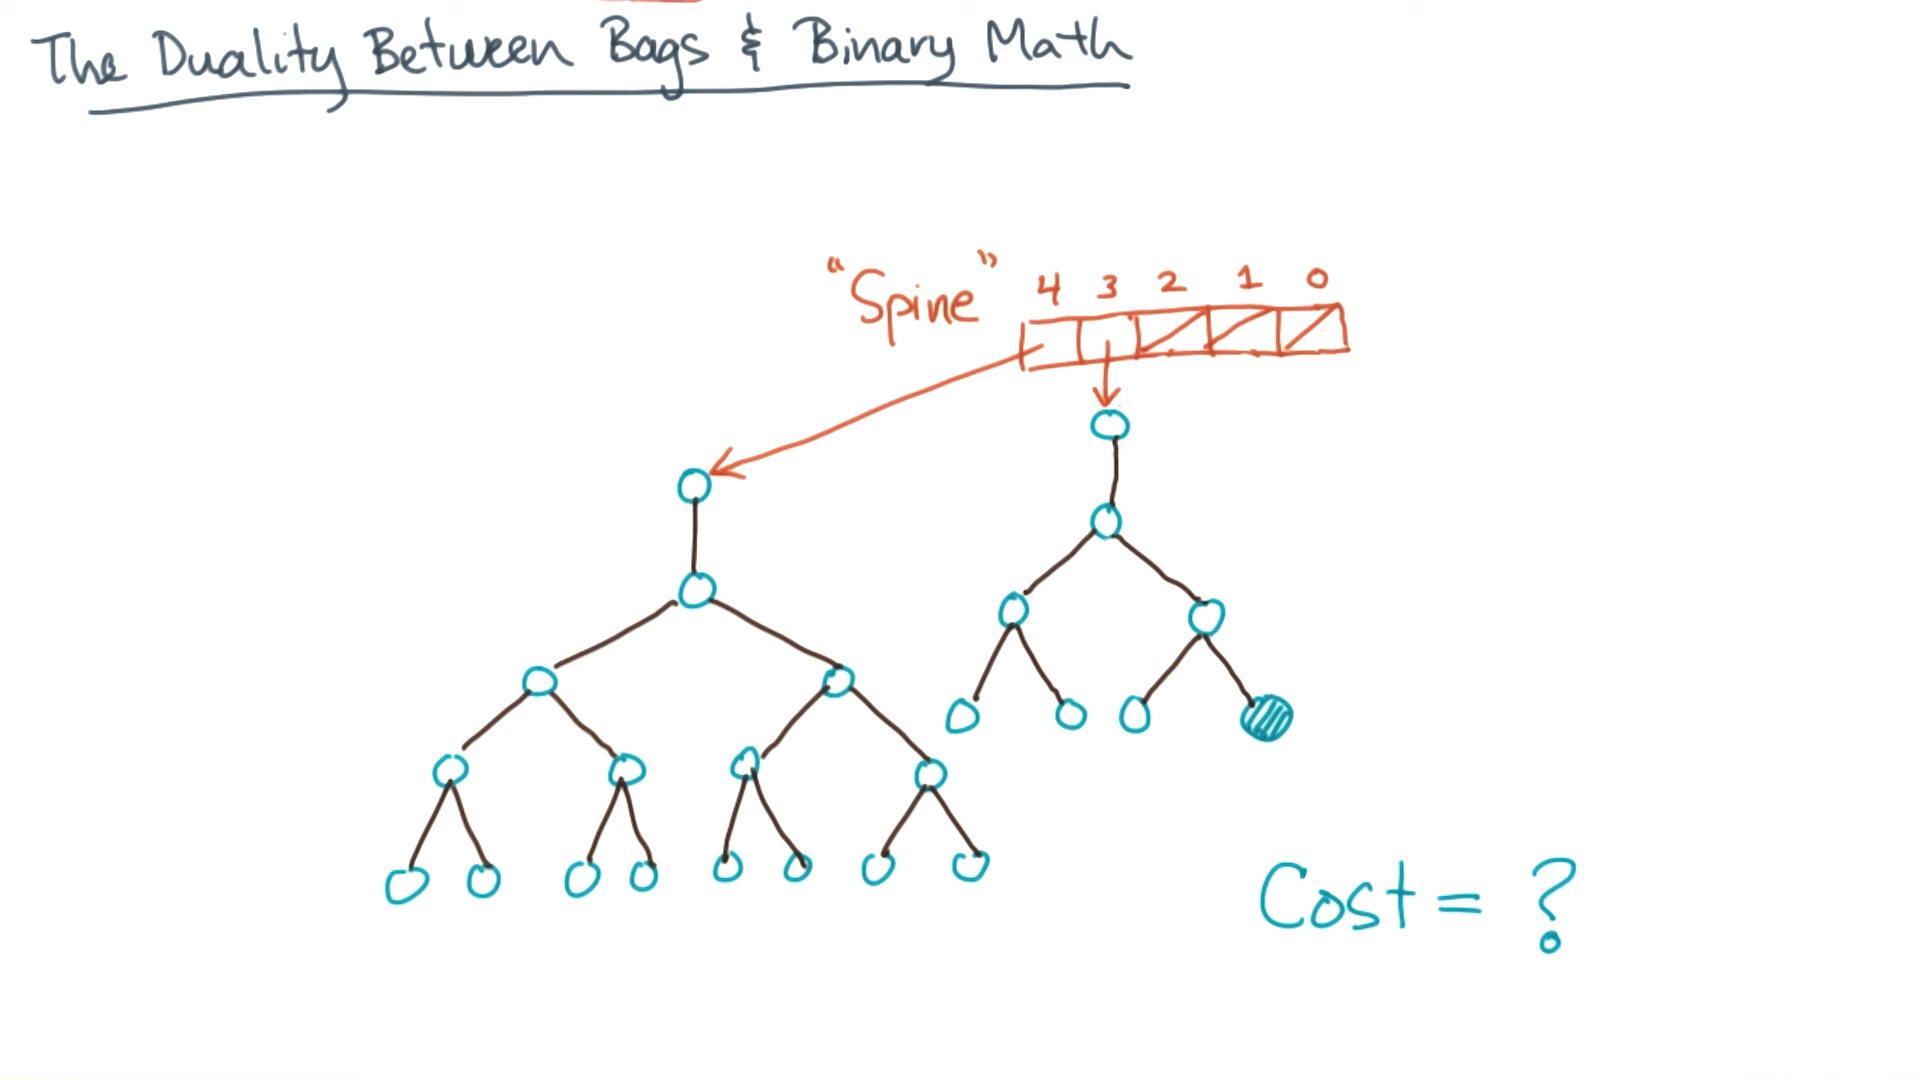 The Duality Between Bags & Binary Math
"Spine" 4 3 2 1 0
Cost = ?